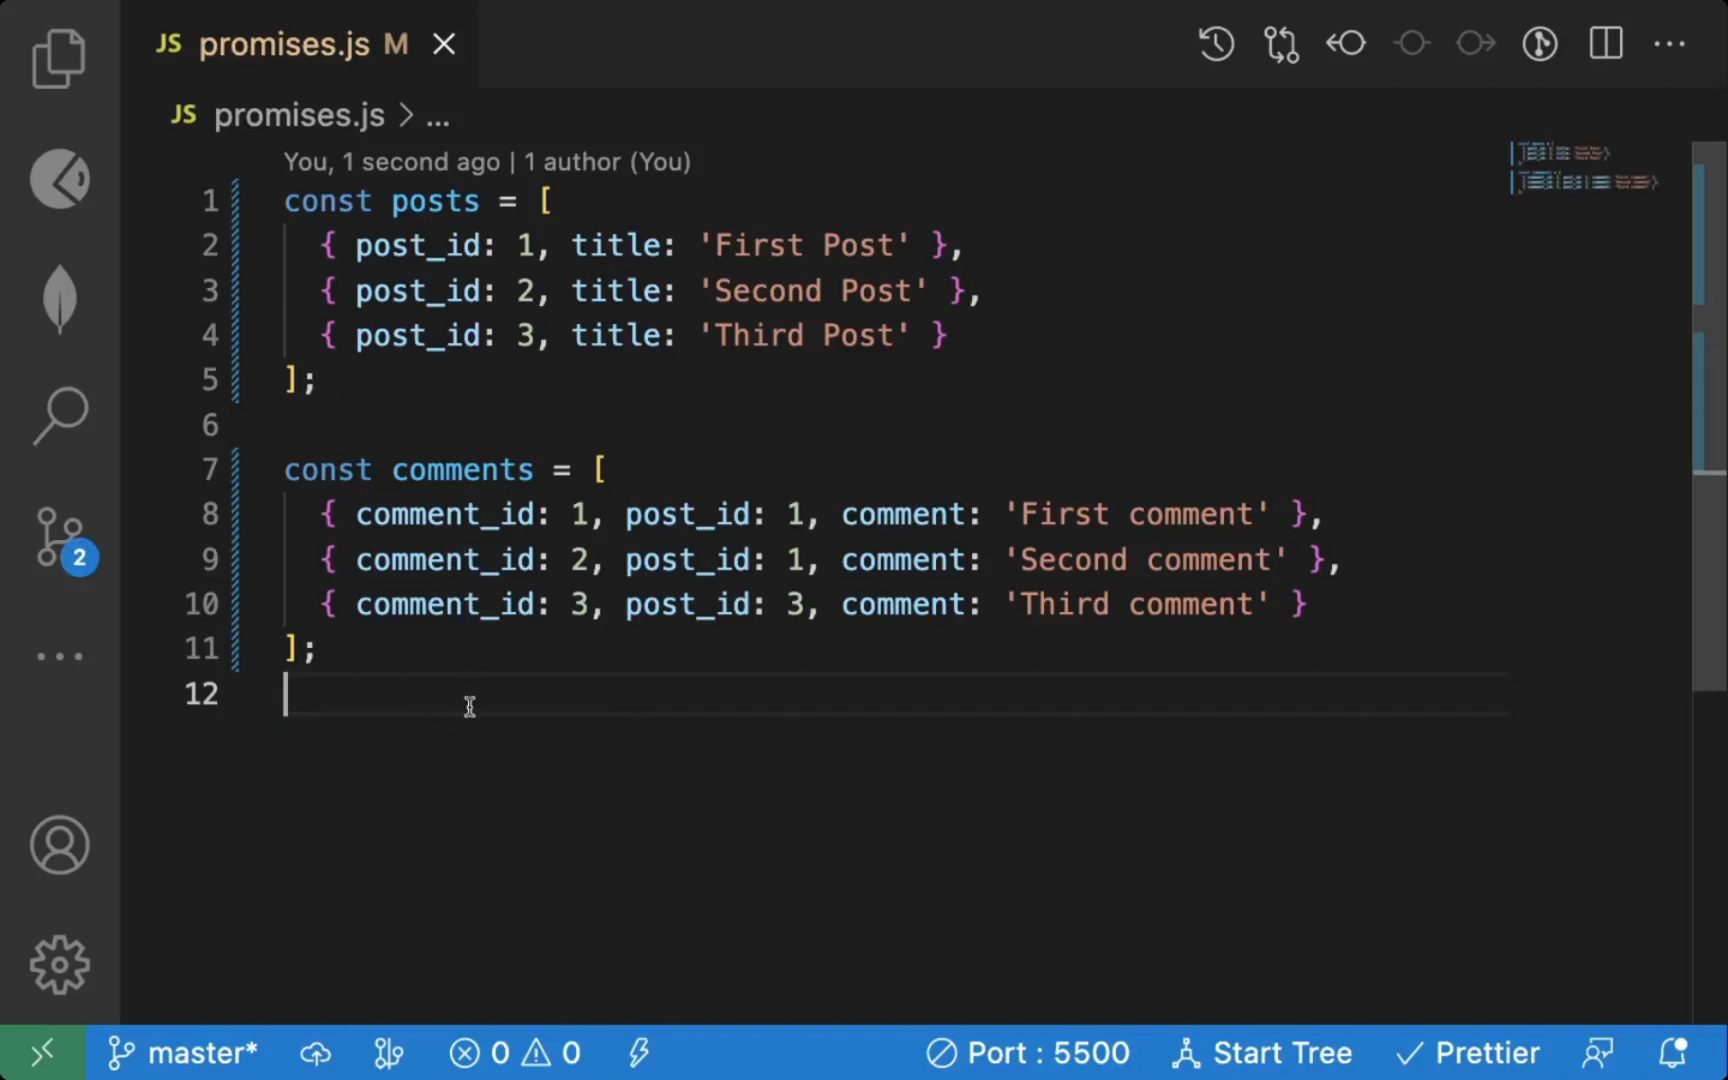 JS promises.js M
JS promises.js > ...
You, 1 second ago | 1 author (You)
1 const posts = [
2 { post_id: 1, title: 'First Post' },
3 { post_id: 2, title: 'Second Post' },
4 { post_id: 3, title: 'Third Post' }
5 ];
6
7 const comments = [
8 { comment_id: 1, post_id: 1, comment: 'First comment' },
9 { comment_id: 2, post_id: 1, comment: 'Second comment' },
10 { comment_id: 3, post_id: 3, comment: 'Third comment' }
11 ];
12
2
master* 0 0 Port : 5500 Start Tree Prettier